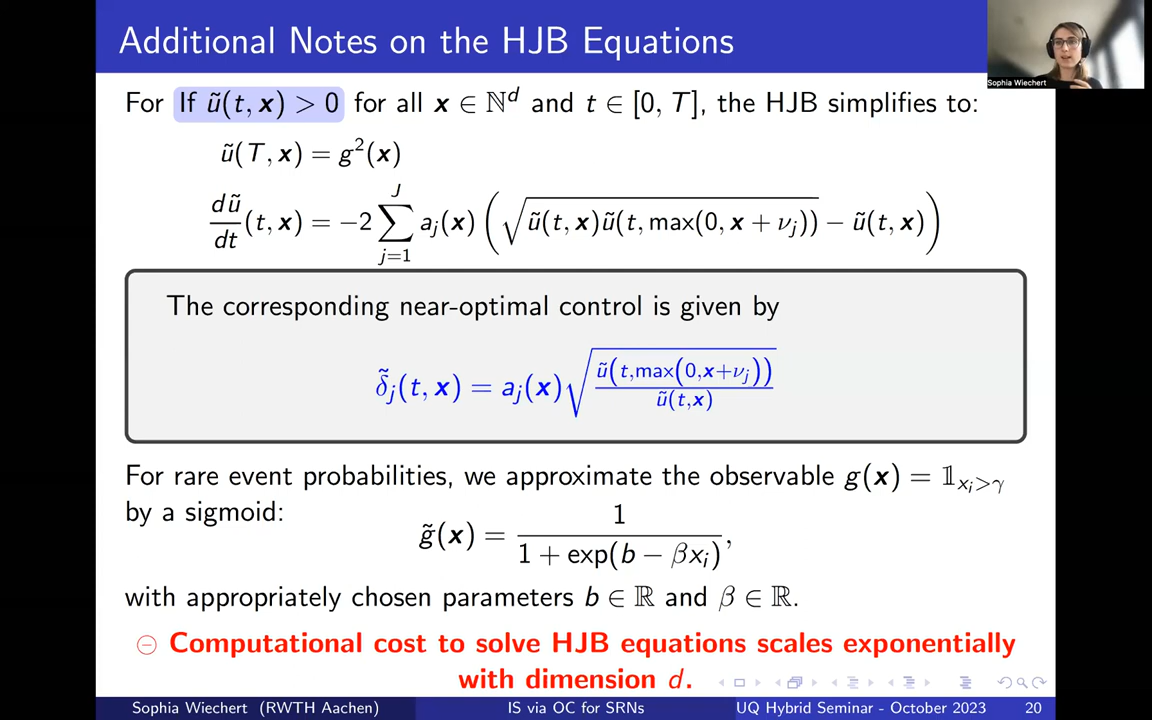 Additional Notes on the HJB Equations
Sophia Wiechert
For If ũ(t, x) > 0 for all x ∈ ℕᵈ and t ∈ [0, T], the HJB simplifies to:
ũ(T, x) = g²(x)
dũ/dt (t, x) = −2 ∑_{j=1}^{J} a_j(x) ( √(ũ(t, x)ũ(t, max(0, x + ν_j))) − ũ(t, x) )
The corresponding near-optimal control is given by
δ̃_j(t, x) = a_j(x) √( ũ(t,max(0,x+ν_j)) / ũ(t,x) )
For rare event probabilities, we approximate the observable g(x) = 𝟙_{x_i>γ}
by a sigmoid:
g̃(x) = 1 / (1 + exp(b − βx_i)),
with appropriately chosen parameters b ∈ ℝ and β ∈ ℝ.
⊖ Computational cost to solve HJB equations scales exponentially
with dimension d.
Sophia Wiechert (RWTH Aachen) IS via OC for SRNs UQ Hybrid Seminar - October 2023 20